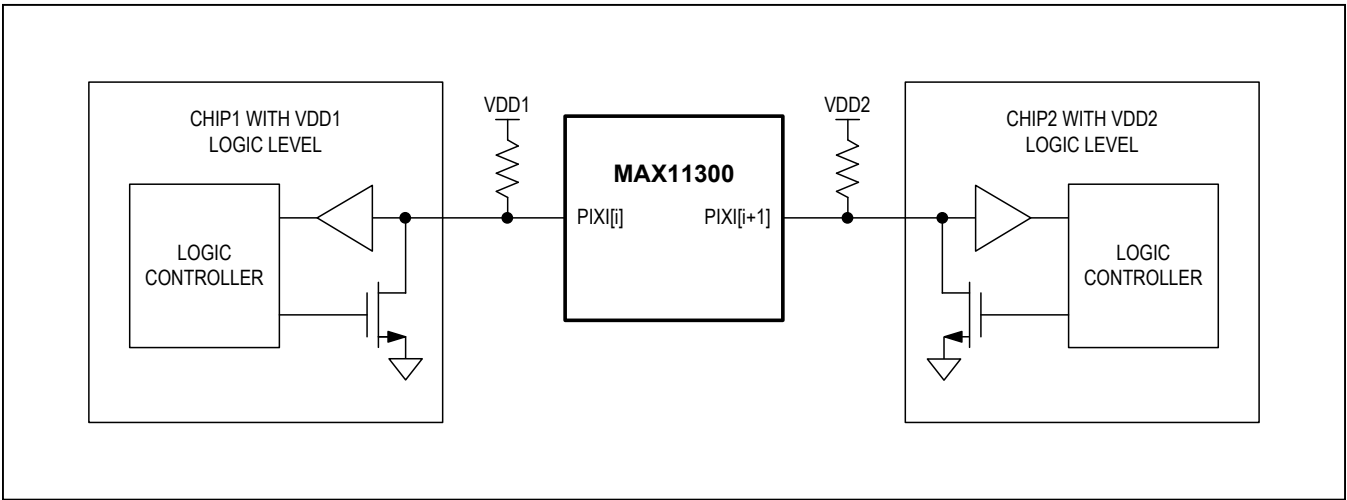 CHIP1 WITH VDD1
LOGIC LEVEL
LOGIC
CONTROLLER
VDD1
MAX11300
PIXI[i]
PIXI[i+1]
VDD2
CHIP2 WITH VDD2
LOGIC LEVEL
LOGIC
CONTROLLER